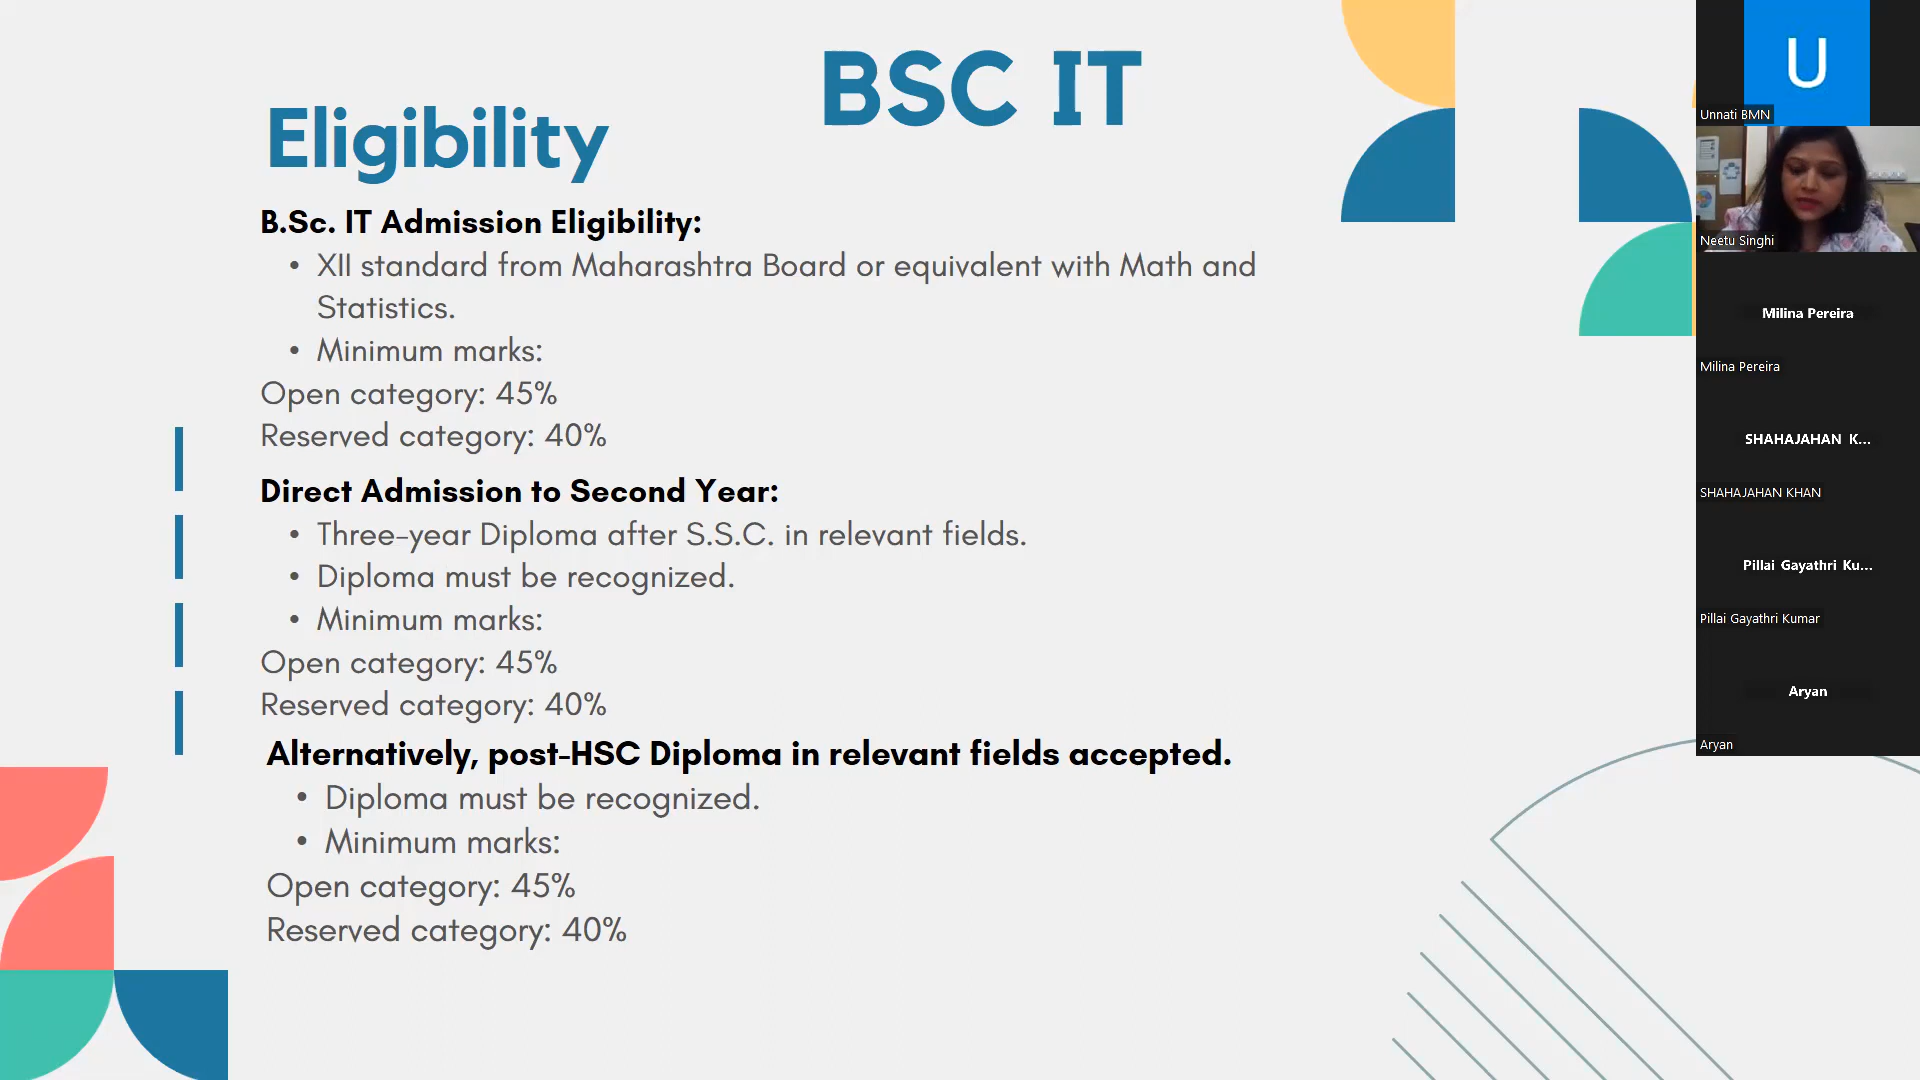 BSC IT
Eligibility
B.Sc. IT Admission Eligibility:
• XII standard from Maharashtra Board or equivalent with Math and
Statistics.
• Minimum marks:
Open category: 45%
Reserved category: 40%
Direct Admission to Second Year:
• Three-year Diploma after S.S.C. in relevant fields.
• Diploma must be recognized.
• Minimum marks:
Open category: 45%
Reserved category: 40%
Alternatively, post-HSC Diploma in relevant fields accepted.
• Diploma must be recognized.
• Minimum marks:
Open category: 45%
Reserved category: 40%
U
Unnati BMN
Neetu Singhi
Milina Pereira
Milina Pereira
SHAHAJAHAN K...
SHAHAJAHAN KHAN
Pillai Gayathri Ku...
Pillai Gayathri Kumar
Aryan
Aryan